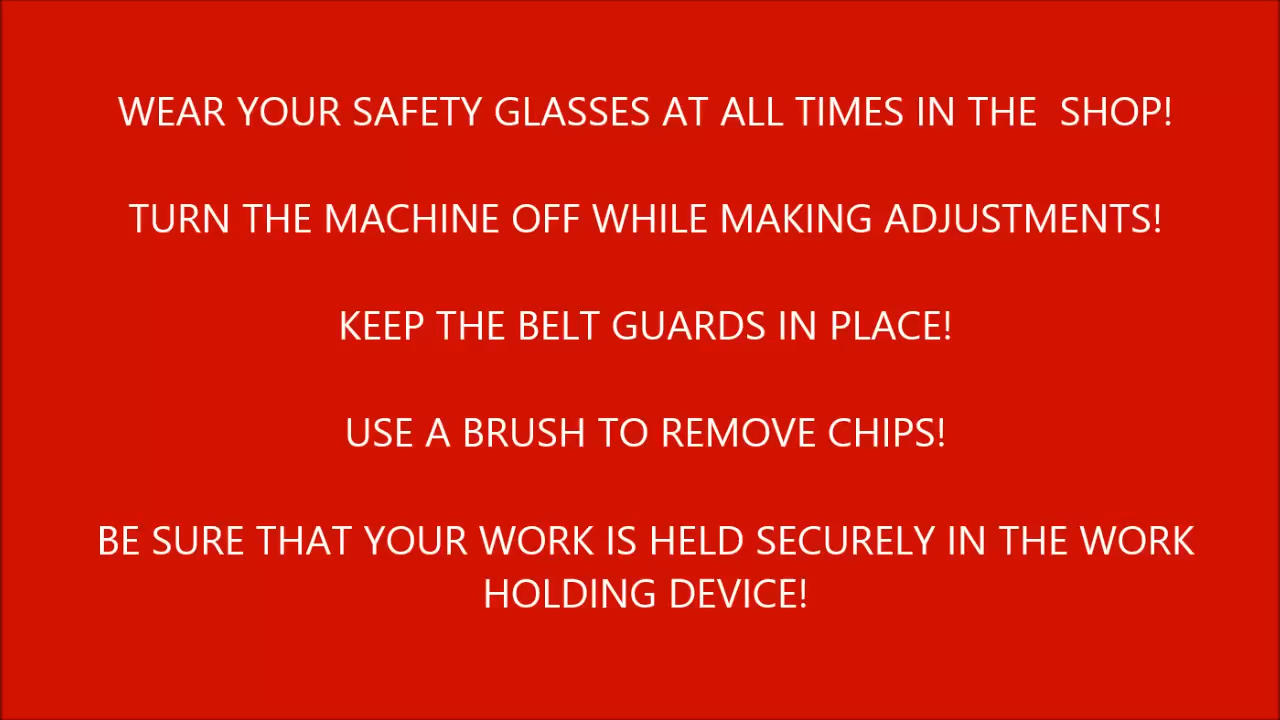 WEAR YOUR SAFETY GLASSES AT ALL TIMES IN THE  SHOP!
TURN THE MACHINE OFF WHILE MAKING ADJUSTMENTS!
KEEP THE BELT GUARDS IN PLACE!
USE A BRUSH TO REMOVE CHIPS!
BE SURE THAT YOUR WORK IS HELD SECURELY IN THE WORK
HOLDING DEVICE!